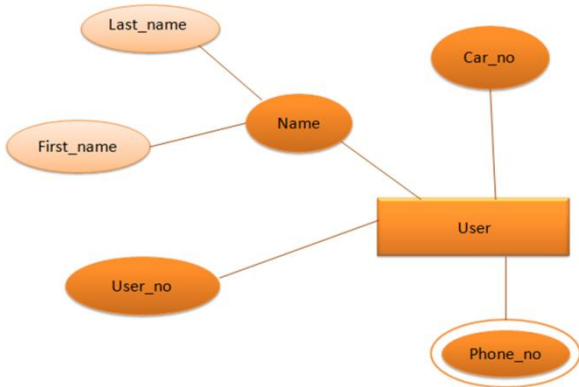 Last_name
Car_no
Name
First_name
User
User_no
Phone_no